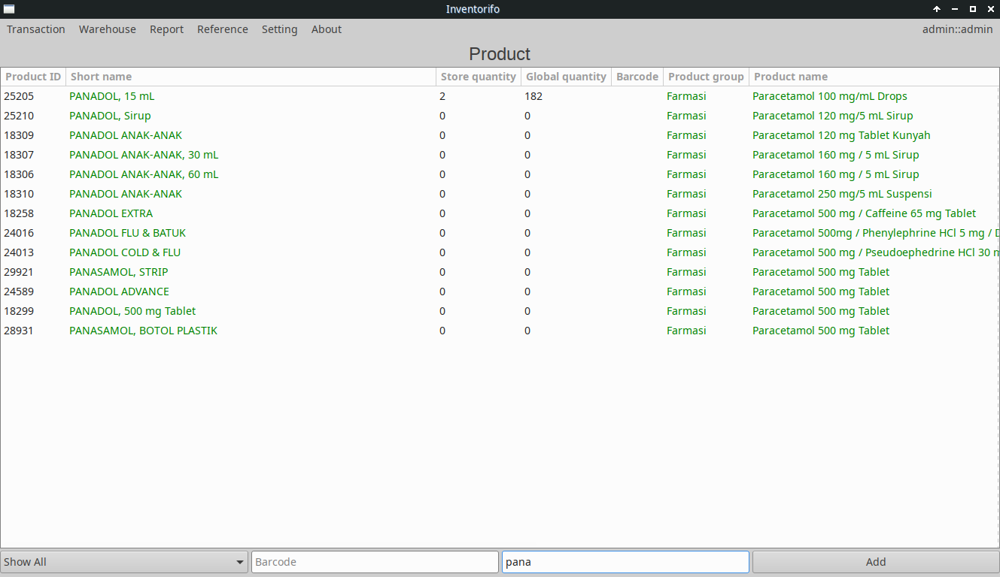 Inventorifo
Transaction Warehouse Report Reference Setting About admin::admin
Product
Product ID Short name Store quantity Global quantity Barcode Product group Product name
25205 PANADOL, 15 mL 2 182 Farmasi Paracetamol 100 mg/mL Drops
25210 PANADOL, Sirup 0 0 Farmasi Paracetamol 120 mg/5 mL Sirup
18309 PANADOL ANAK-ANAK 0 0 Farmasi Paracetamol 120 mg Tablet Kunyah
18307 PANADOL ANAK-ANAK, 30 mL 0 0 Farmasi Paracetamol 160 mg / 5 mL Sirup
18306 PANADOL ANAK-ANAK, 60 mL 0 0 Farmasi Paracetamol 160 mg / 5 mL Sirup
18310 PANADOL ANAK-ANAK 0 0 Farmasi Paracetamol 250 mg/5 mL Suspensi
18258 PANADOL EXTRA 0 0 Farmasi Paracetamol 500 mg / Caffeine 65 mg Tablet
24016 PANADOL FLU & BATUK 0 0 Farmasi Paracetamol 500mg / Phenylephrine HCl 5 mg /
24013 PANADOL COLD & FLU 0 0 Farmasi Paracetamol 500 mg / Pseudoephedrine HCl 30
29921 PANASAMOL, STRIP 0 0 Farmasi Paracetamol 500 mg Tablet
24589 PANADOL ADVANCE 0 0 Farmasi Paracetamol 500 mg Tablet
18299 PANADOL, 500 mg Tablet 0 0 Farmasi Paracetamol 500 mg Tablet
28931 PANASAMOL, BOTOL PLASTIK 0 0 Farmasi Paracetamol 500 mg Tablet
Show All Barcode pana Add